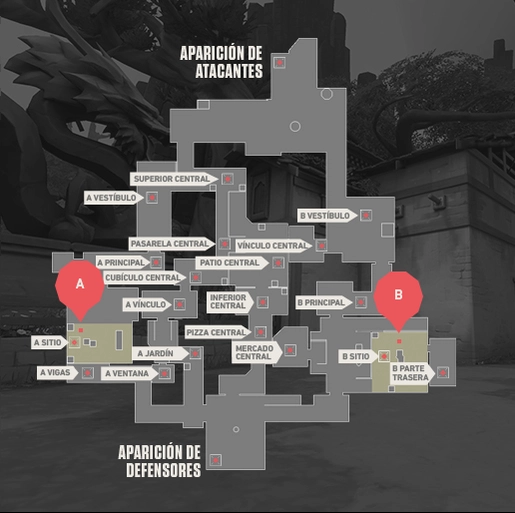 APARICIÓN DE
ATACANTES
SUPERIOR CENTRAL
A VESTÍBULO
B VESTÍBULO
PASARELA CENTRAL
VÍNCULO CENTRAL
A PRINCIPAL
PATIO CENTRAL
CUBÍCULO CENTRAL
A
B
A VÍNCULO
INFERIOR
CENTRAL
B PRINCIPAL
PIZZA CENTRAL
A SITIO
A JARDÍN
MERCADO
CENTRAL
B SITIO
A VIGAS
A VENTANA
B PARTE
TRASERA
APARICIÓN DE
DEFENSORES